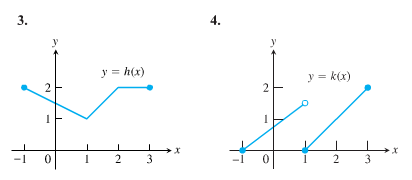 3.
y
y = h(x)
2
1
x
−1 0 1 2 3
4.
y
y = k(x)
2
1
x
−1 0 1 2 3